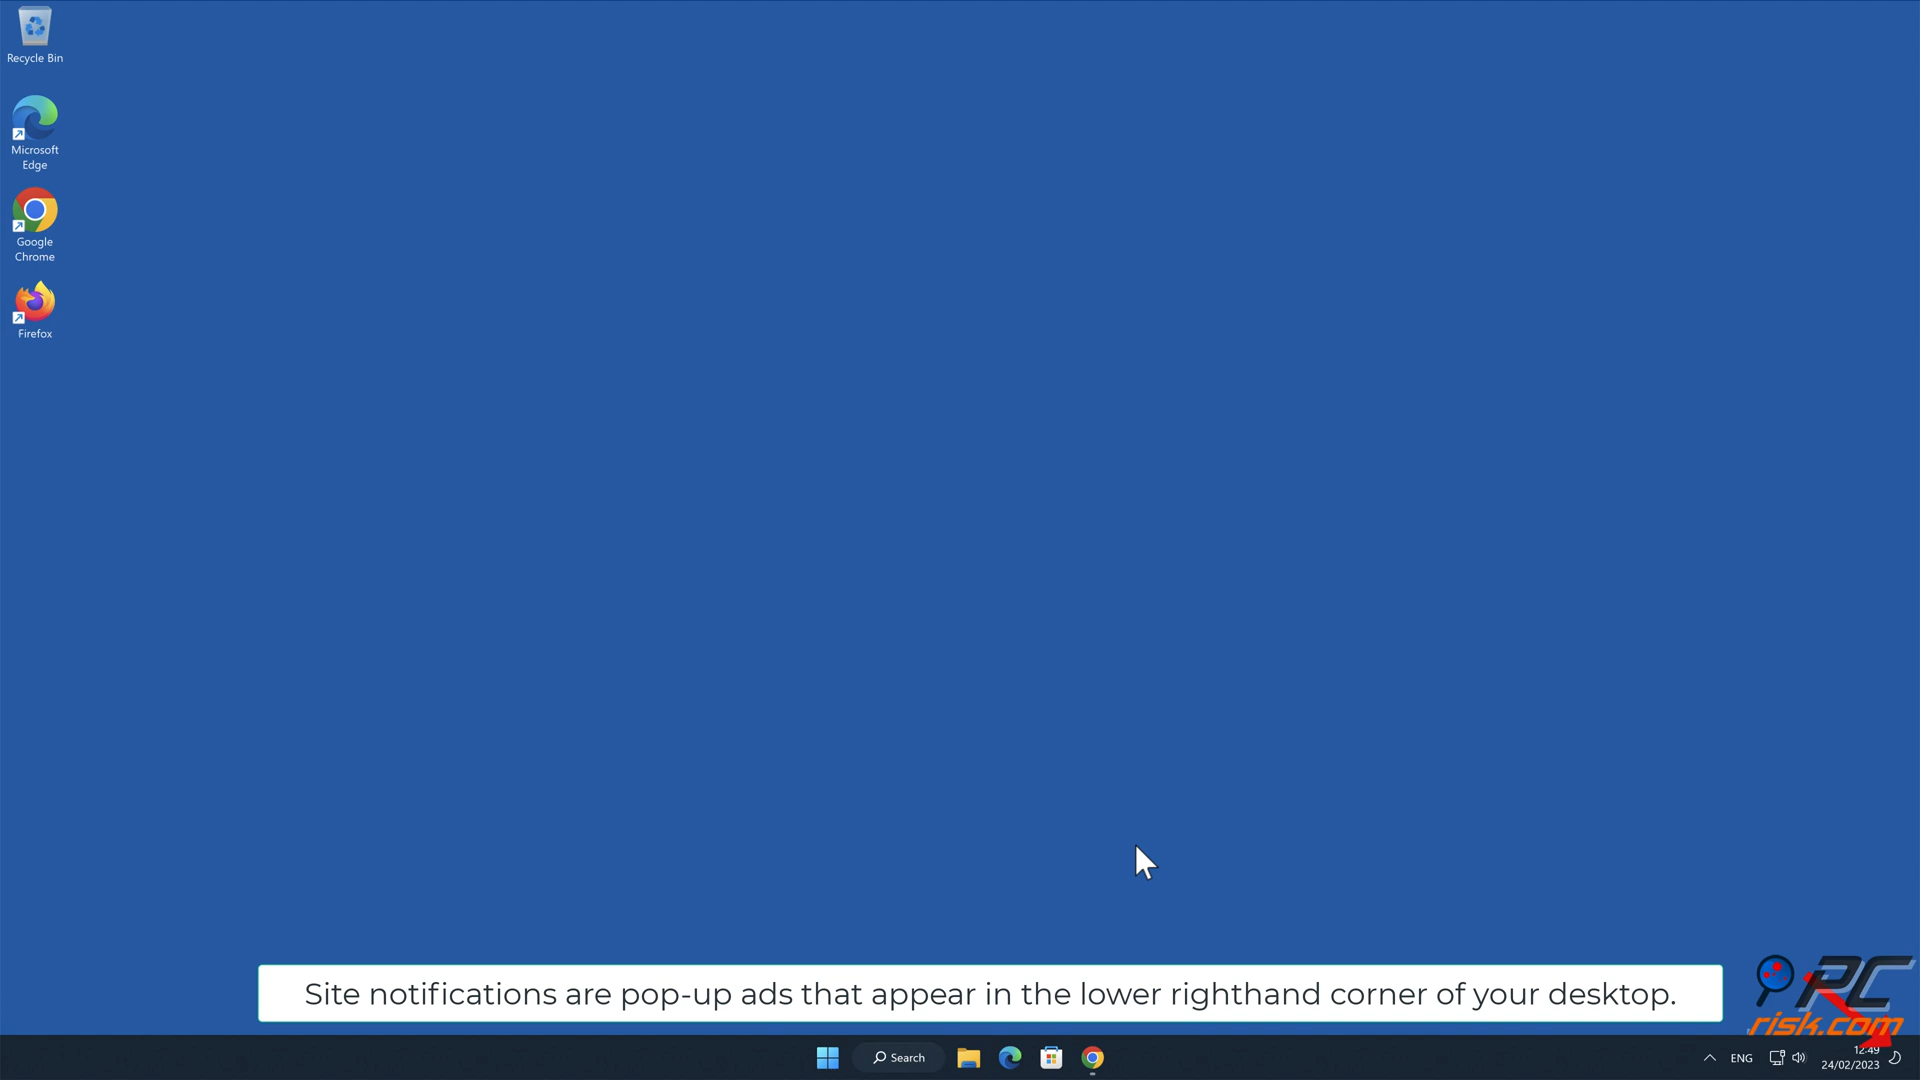 Recycle Bin
Microsoft
Edge
Google
Chrome
Firefox
Site notifications are pop-up ads that appear in the lower righthand corner of your desktop.
PC
risk.com
Search
ENG
12:49
24/02/2023